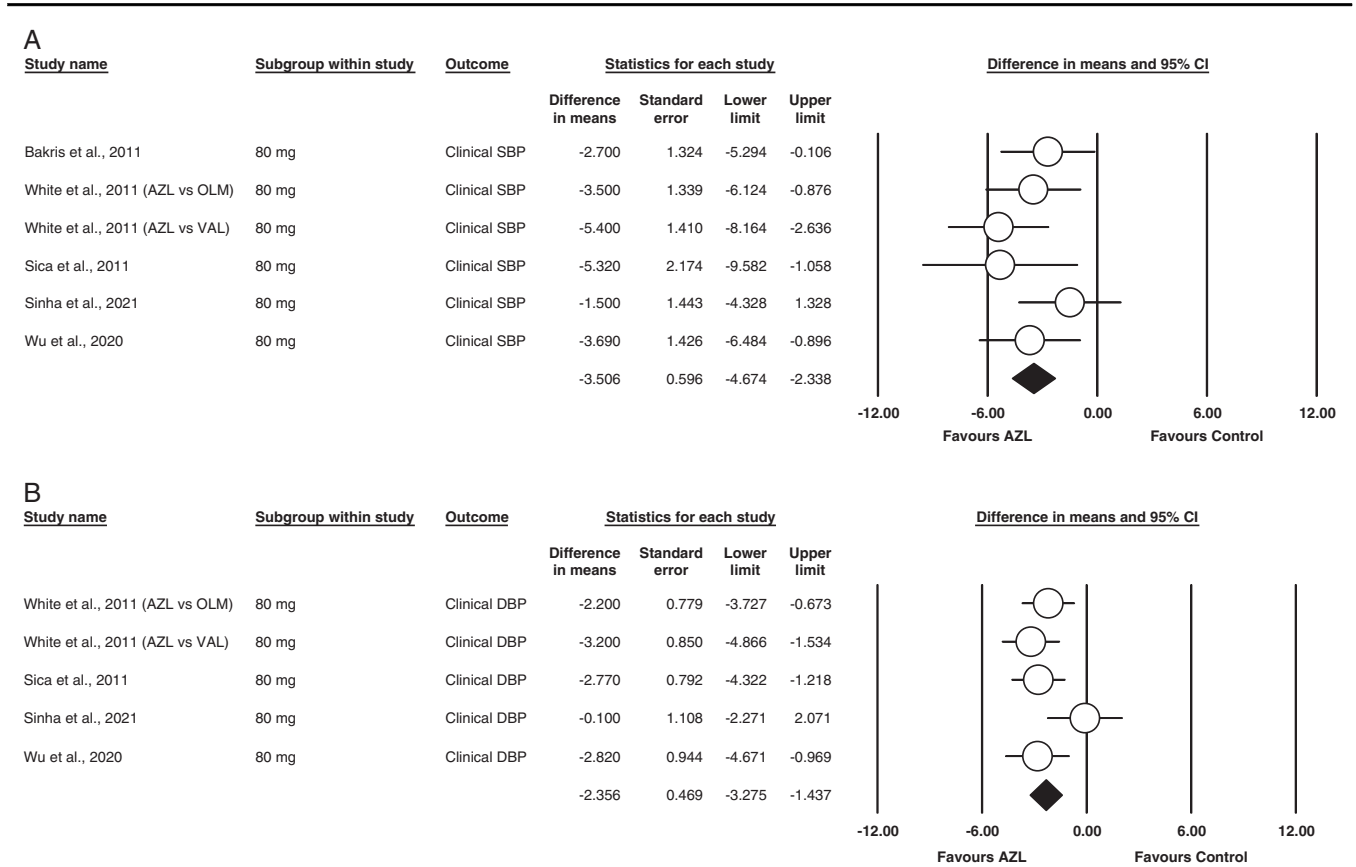 A
Study name Subgroup within study Outcome Statistics for each study Difference in means and 95% CI
Difference Standard Lower Upper
in means error limit limit
Bakris et al., 2011 80 mg Clinical SBP -2.700 1.324 -5.294 -0.106
White et al., 2011 (AZL vs OLM) 80 mg Clinical SBP -3.500 1.339 -6.124 -0.876
White et al., 2011 (AZL vs VAL) 80 mg Clinical SBP -5.400 1.410 -8.164 -2.636
Sica et al., 2011 80 mg Clinical SBP -5.320 2.174 -9.582 -1.058
Sinha et al., 2021 80 mg Clinical SBP -1.500 1.443 -4.328 1.328
Wu et al., 2020 80 mg Clinical SBP -3.690 1.426 -6.484 -0.896
-3.506 0.596 -4.674 -2.338
-12.00 -6.00 0.00 6.00 12.00
Favours AZL Favours Control
B
Study name Subgroup within study Outcome Statistics for each study Difference in means and 95% CI
Difference Standard Lower Upper
in means error limit limit
White et al., 2011 (AZL vs OLM) 80 mg Clinical DBP -2.200 0.779 -3.727 -0.673
White et al., 2011 (AZL vs VAL) 80 mg Clinical DBP -3.200 0.850 -4.866 -1.534
Sica et al., 2011 80 mg Clinical DBP -2.770 0.792 -4.322 -1.218
Sinha et al., 2021 80 mg Clinical DBP -0.100 1.108 -2.271 2.071
Wu et al., 2020 80 mg Clinical DBP -2.820 0.944 -4.671 -0.969
-2.356 0.469 -3.275 -1.437
-12.00 -6.00 0.00 6.00 12.00
Favours AZL Favours Control